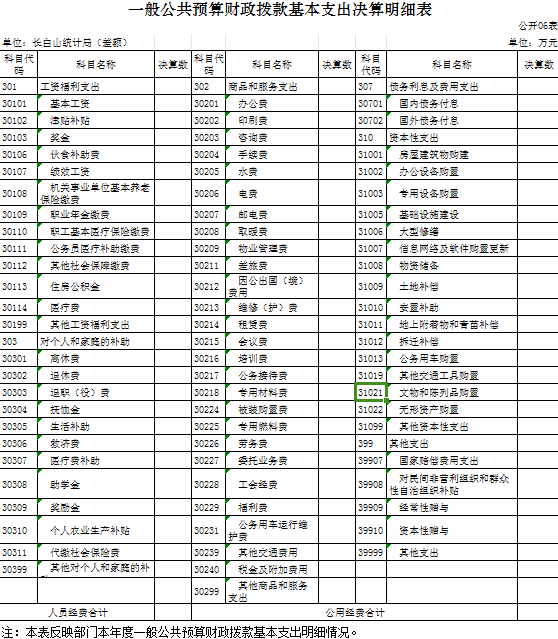 一般公共预算财政拨款基本支出决算明细表
公开06表
单位：长白山统计局（差额） 单位：万元
科目代码 科目名称 决算数 科目代码 科目名称 决算数 科目代码 科目名称 决算数
301 工资福利支出 302 商品和服务支出 307 债务利息及费用支出
30101 基本工资 30201 办公费 30701 国内债务付息
30102 津贴补贴 30202 印刷费 30702 国外债务付息
30103 奖金 30203 咨询费 310 资本性支出
30106 伙食补助费 30204 手续费 31001 房屋建筑物购建
30107 绩效工资 30205 水费 31002 办公设备购置
30108 机关事业单位基本养老保险缴费 30206 电费 31003 专用设备购置
30109 职业年金缴费 30207 邮电费 31005 基础设施建设
30110 职工基本医疗保险缴费 30208 取暖费 31006 大型修缮
30111 公务员医疗补助缴费 30209 物业管理费 31007 信息网络及软件购置更新
30112 其他社会保障缴费 30211 差旅费 31008 物资储备
30113 住房公积金 30212 因公出国（境）费用 31009 土地补偿
30114 医疗费 30213 维修（护）费 31010 安置补助
30199 其他工资福利支出 30214 租赁费 31011 地上附着物和青苗补偿
303 对个人和家庭的补助 30215 会议费 31012 拆迁补偿
30301 离休费 30216 培训费 31013 公务用车购置
30302 退休费 30217 公务接待费 31019 其他交通工具购置
30303 退职（役）费 30218 专用材料费 31021 文物和陈列品购置
30304 抚恤金 30224 被装购置费 31022 无形资产购置
30305 生活补助 30225 专用燃料费 31099 其他资本性支出
30306 救济费 30226 劳务费 399 其他支出
30307 医疗费补助 30227 委托业务费 39907 国家赔偿费用支出
30308 助学金 30228 工会经费 39908 对民间非营利组织和群众性自治组织补贴
30309 奖励金 30229 福利费 39909 经常性赠与
30310 个人农业生产补贴 30231 公务用车运行维护费 39910 资本性赠与
30311 代缴社会保险费 30239 其他交通费用 39999 其他支出
30399 其他对个人和家庭的补 30240 税金及附加费用
30299 其他商品和服务支出
人员经费合计 公用经费合计
注：本表反映部门本年度一般公共预算财政拨款基本支出明细情况。